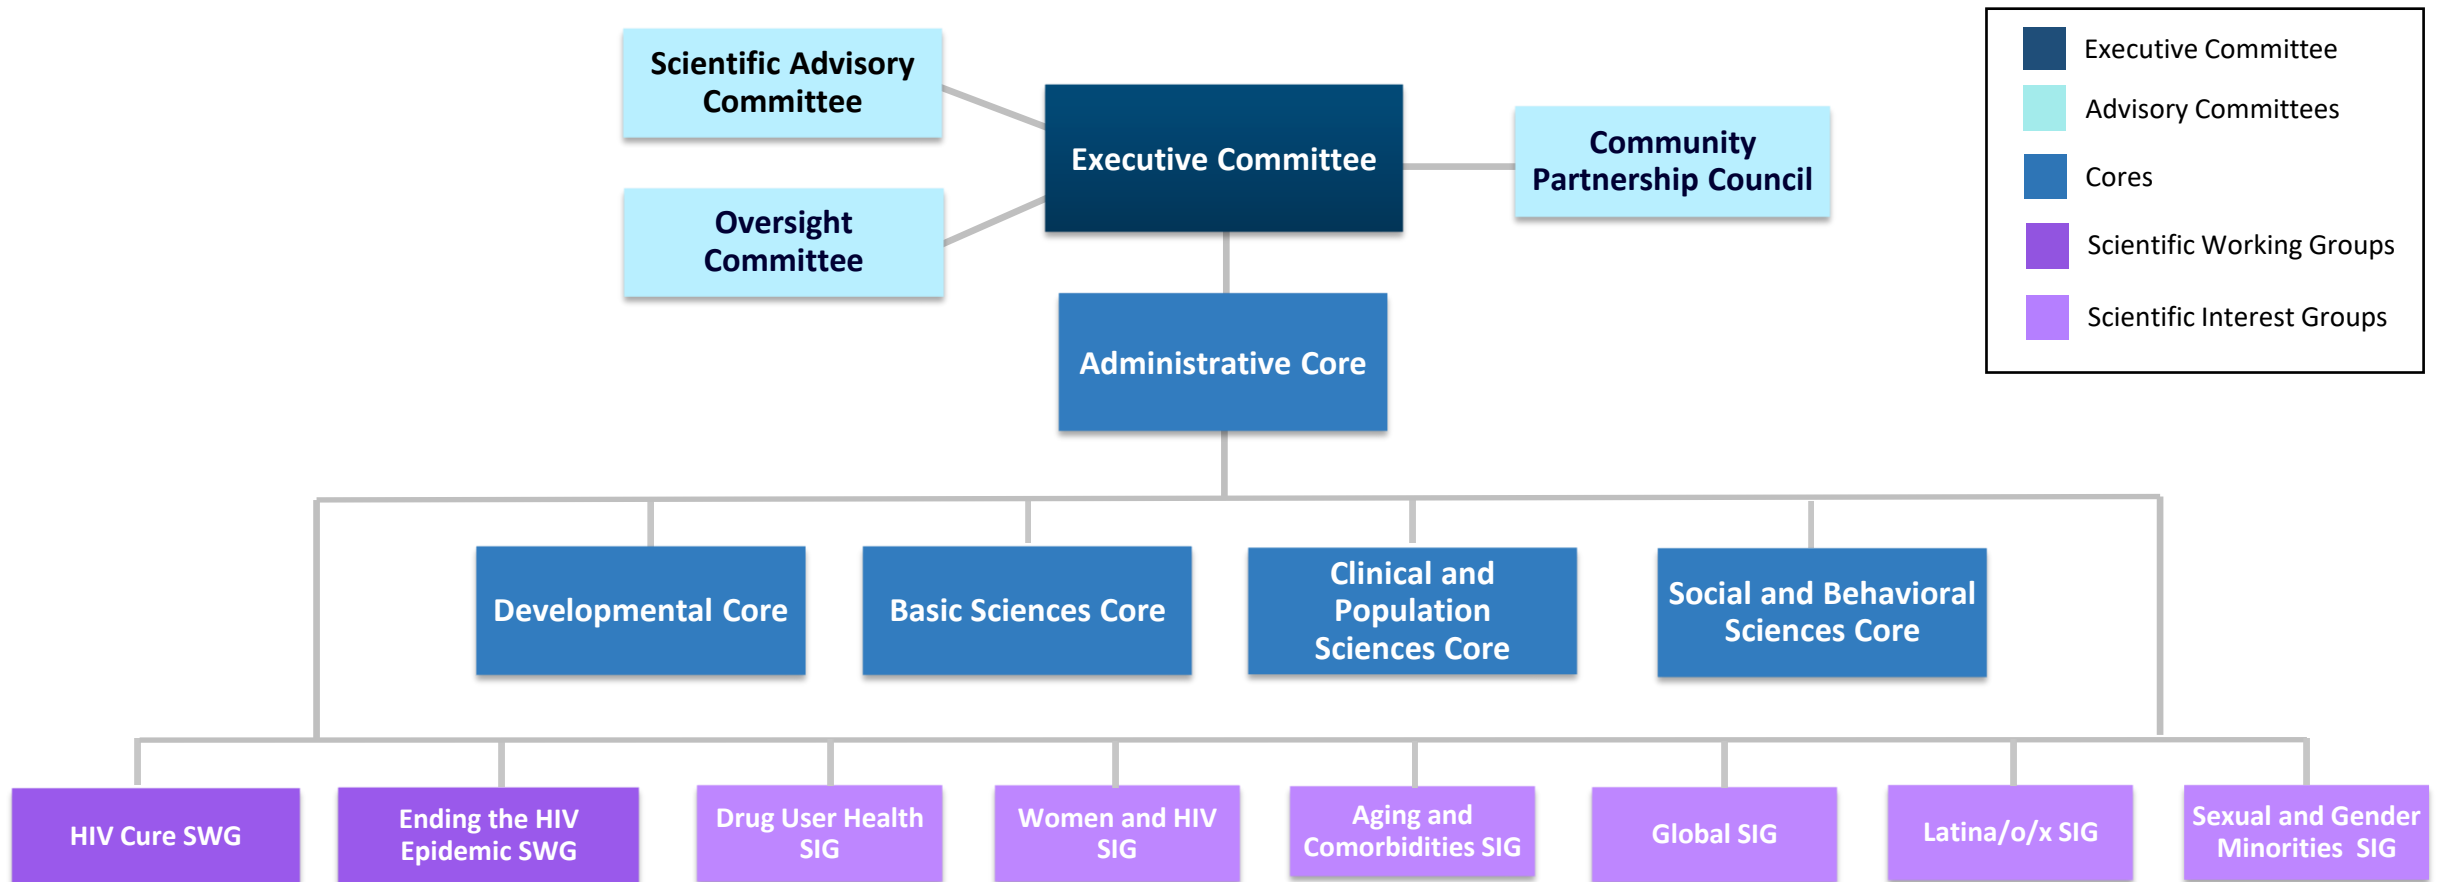 Scientific Advisory
Committee
Executive Committee
Community
Partnership Council
Oversight
Committee
Administrative Core
Executive Committee
Advisory Committees
Cores
Scientific Working Groups
Scientific Interest Groups
Developmental Core
Basic Sciences Core
Clinical and
Population
Sciences Core
Social and Behavioral
Sciences Core
HIV Cure SWG
Ending the HIV
Epidemic SWG
Drug User Health
SIG
Women and HIV
SIG
Aging and
Comorbidities SIG
Global SIG
Latina/o/x SIG
Sexual and Gender
Minorities SIG